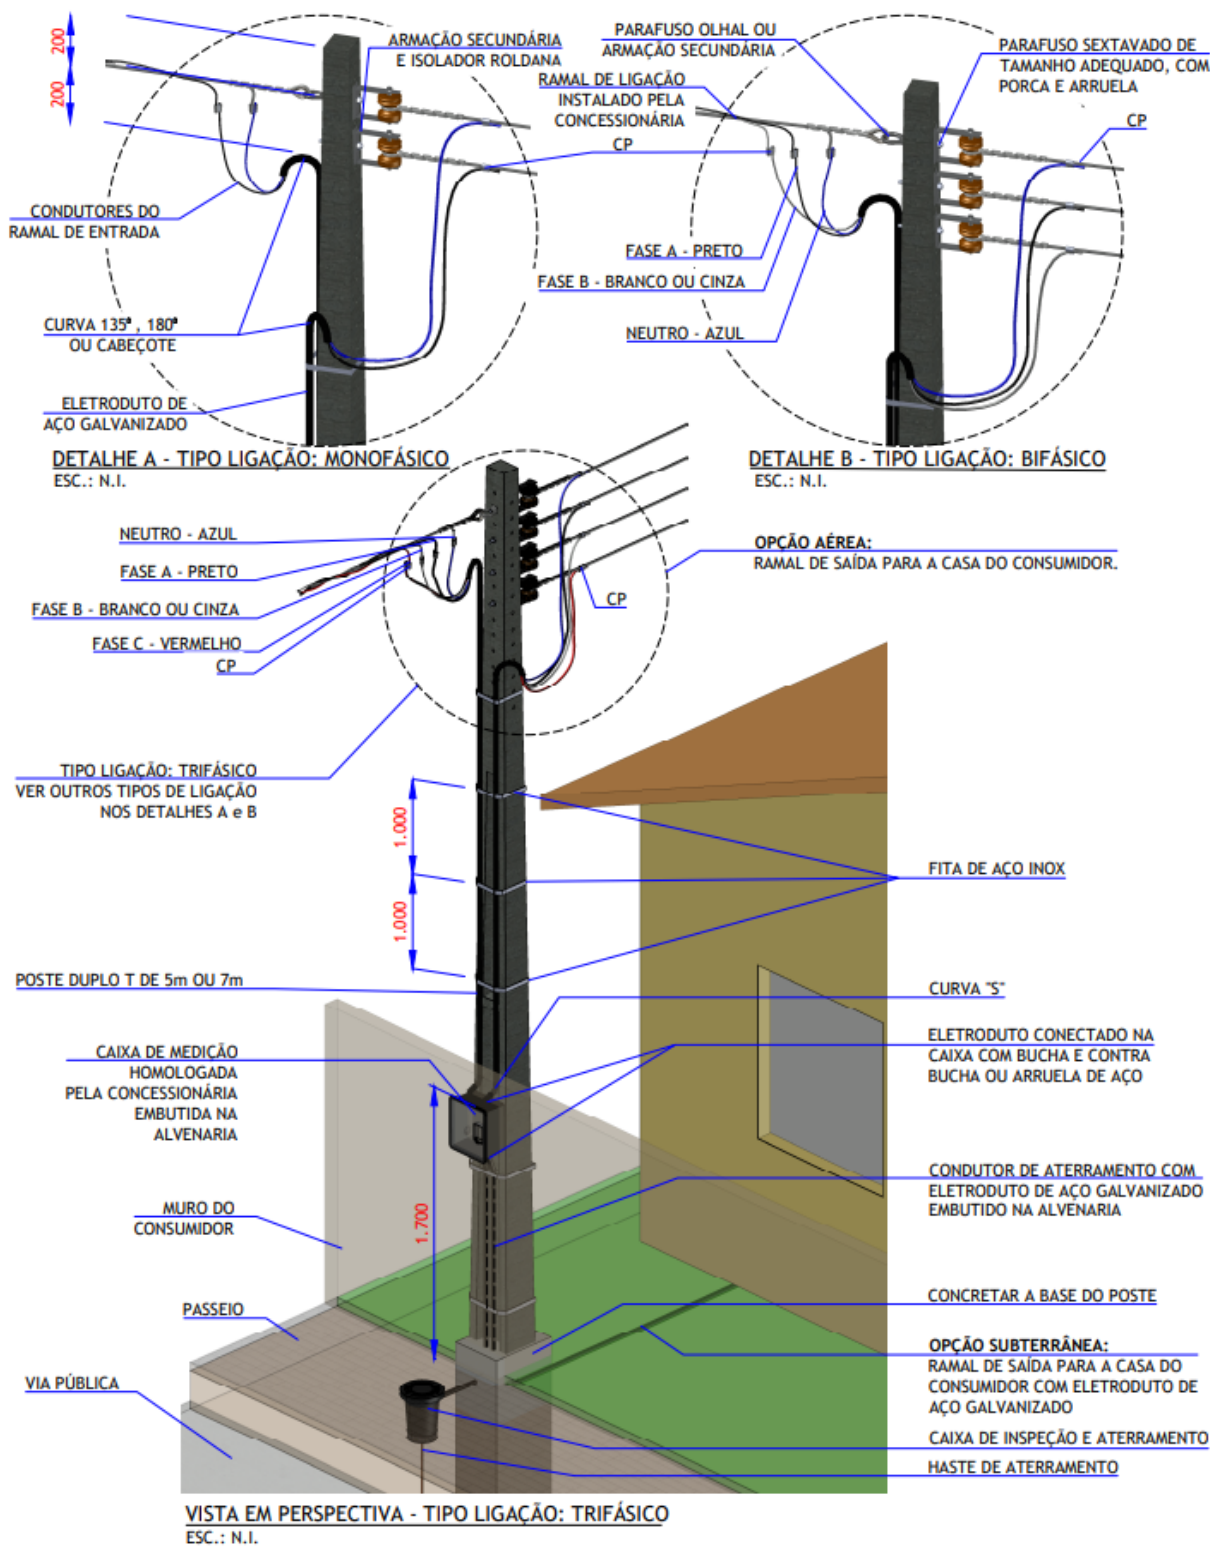 200
200
ARMAÇÃO SECUNDÁRIA
E ISOLADOR ROLDANA
CONDUTORES DO
RAMAL DE ENTRADA
CURVA 135ª , 180ª
OU CABEÇOTE
ELETRODUTO DE
AÇO GALVANIZADO
CP
DETALHE A - TIPO LIGAÇÃO: MONOFÁSICO
ESC.: N.I.
PARAFUSO OLHAL OU
ARMAÇÃO SECUNDÁRIA
RAMAL DE LIGAÇÃO
INSTALADO PELA
CONCESSIONÁRIA
PARAFUSO SEXTAVADO DE
TAMANHO ADEQUADO, COM
PORCA E ARRUELA
CP
FASE A - PRETO
FASE B - BRANCO OU CINZA
NEUTRO - AZUL
DETALHE B - TIPO LIGAÇÃO: BIFÁSICO
ESC.: N.I.
NEUTRO - AZUL
FASE A - PRETO
FASE B - BRANCO OU CINZA
FASE C - VERMELHO
CP
CP
OPÇÃO AÉREA:
RAMAL DE SAÍDA PARA A CASA DO CONSUMIDOR.
TIPO LIGAÇÃO: TRIFÁSICO
VER OUTROS TIPOS DE LIGAÇÃO
NOS DETALHES A e B
1.000
1.000
FITA DE AÇO INOX
POSTE DUPLO T DE 5m OU 7m
CURVA "S"
CAIXA DE MEDIÇÃO
HOMOLOGADA
PELA CONCESSIONÁRIA
EMBUTIDA NA
ALVENARIA
ELETRODUTO CONECTADO NA
CAIXA COM BUCHA E CONTRA
BUCHA OU ARRUELA DE AÇO
1.700
CONDUTOR DE ATERRAMENTO COM
ELETRODUTO DE AÇO GALVANIZADO
EMBUTIDO NA ALVENARIA
MURO DO
CONSUMIDOR
PASSEIO
CONCRETAR A BASE DO POSTE
OPÇÃO SUBTERRÂNEA:
RAMAL DE SAÍDA PARA A CASA DO
CONSUMIDOR COM ELETRODUTO DE
AÇO GALVANIZADO
VIA PÚBLICA
CAIXA DE INSPEÇÃO E ATERRAMENTO
HASTE DE ATERRAMENTO
VISTA EM PERSPECTIVA - TIPO LIGAÇÃO: TRIFÁSICO
ESC.: N.I.